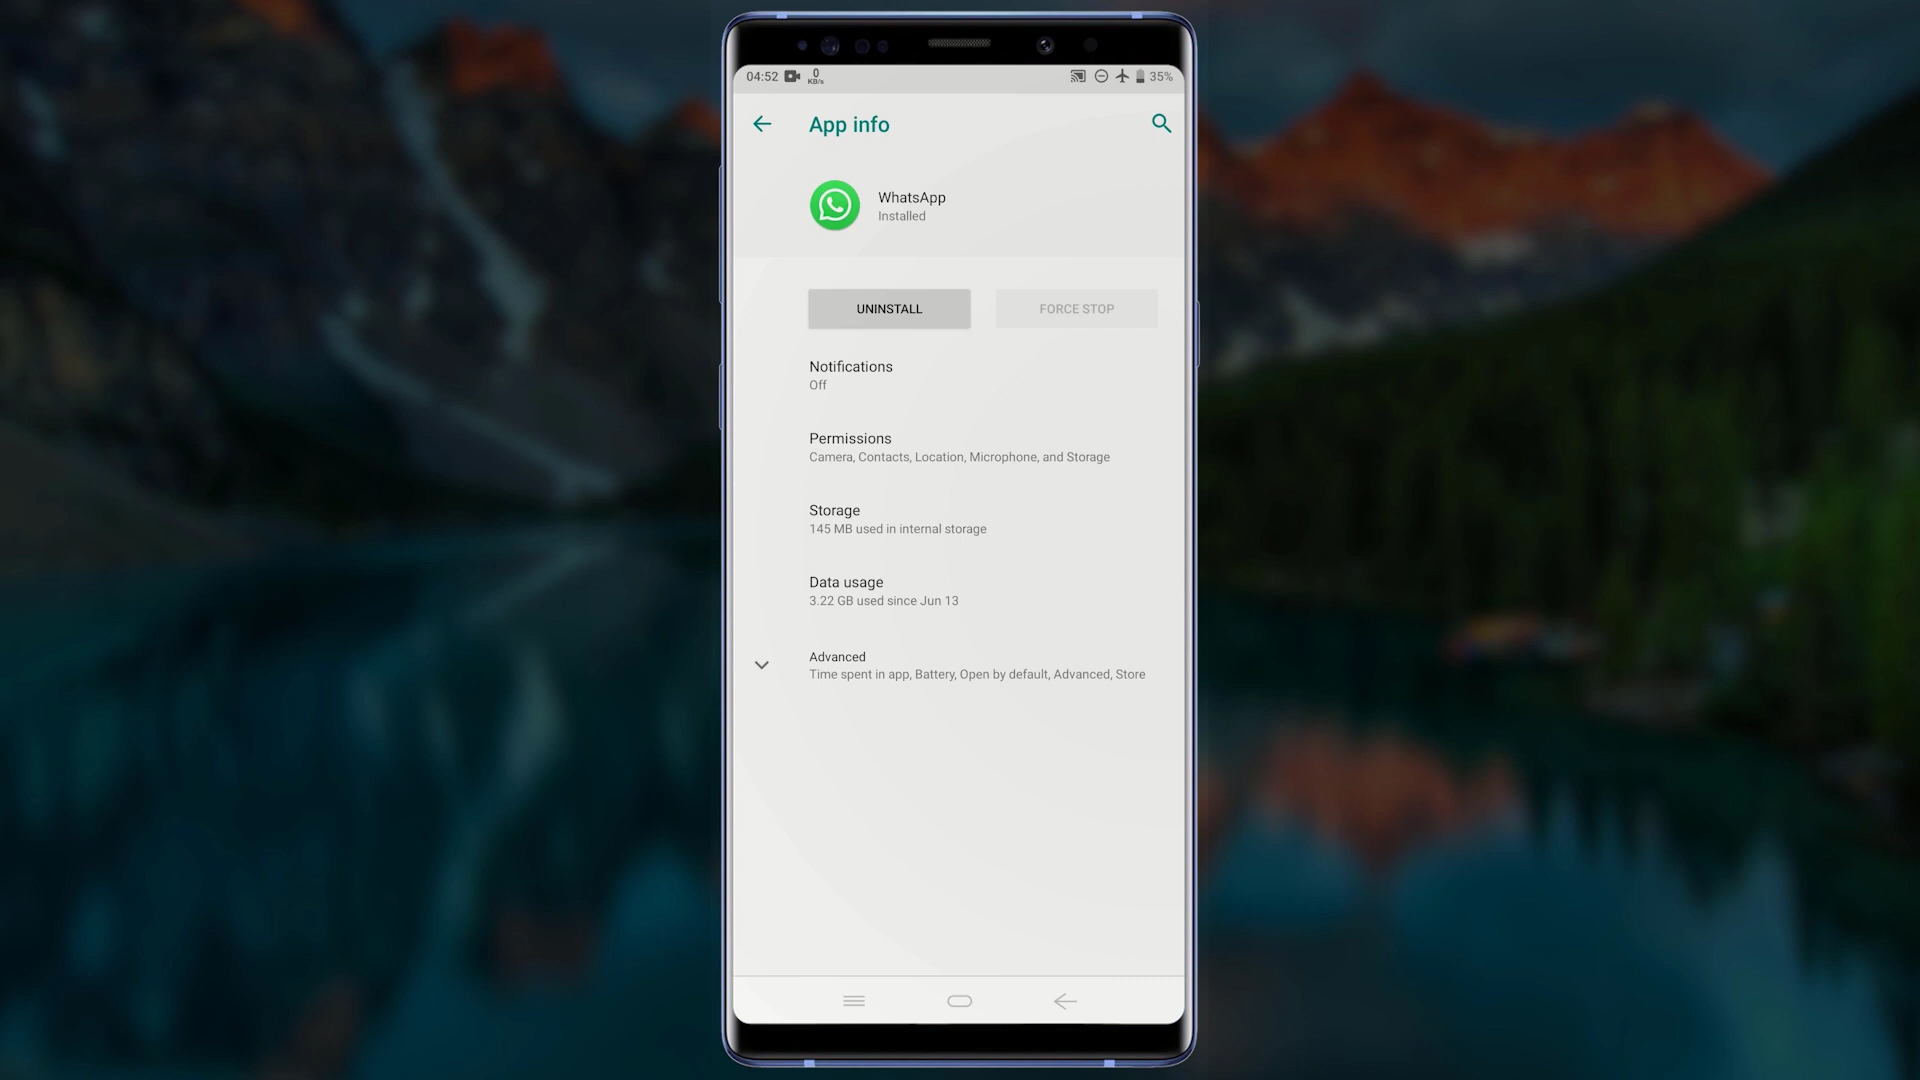 04:52 0 KB/s 35%
App info
WhatsApp
Installed
UNINSTALL FORCE STOP
Notifications
Off
Permissions
Camera, Contacts, Location, Microphone, and Storage
Storage
145 MB used in internal storage
Data usage
3.22 GB used since Jun 13
Advanced
Time spent in app, Battery, Open by default, Advanced, Store